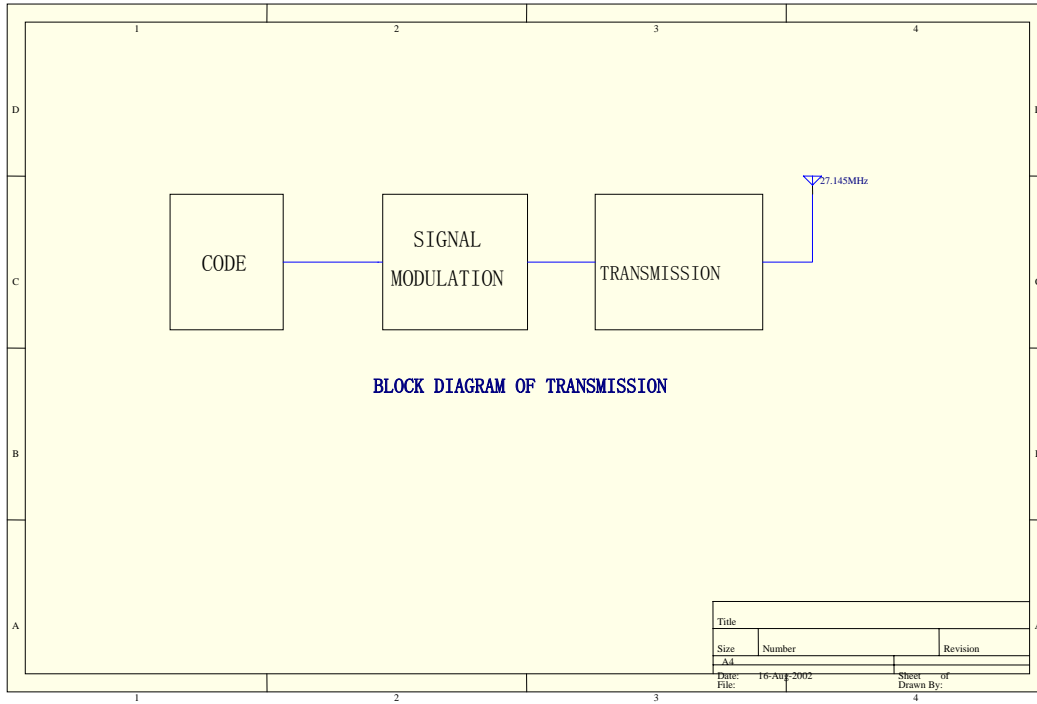 1 2 3 4
D
27.145MHz
SIGNAL
CODE
MODULATION
TRANSMISSION
C
BLOCK DIAGRAM OF TRANSMISSION
B
A
Title
Size Number Revision
A4
Date: 16-Aug-2002 Sheet of
File: Drawn By:
1 2 3 4